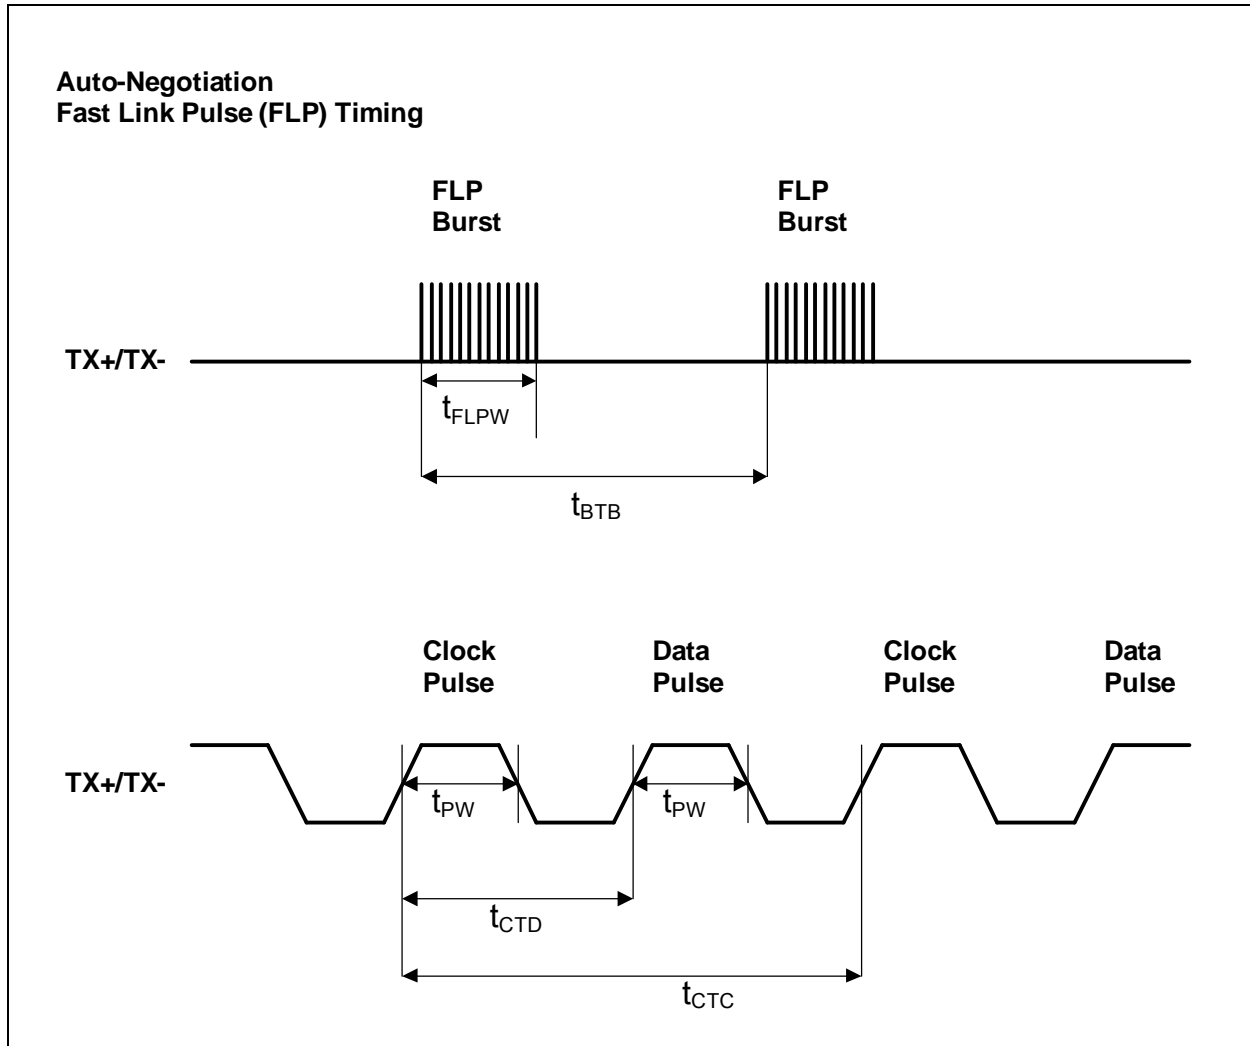 Auto-Negotiation
Fast Link Pulse (FLP) Timing
FLP
Burst
FLP
Burst
TX+/TX-
tFLPW
tBTB
Clock
Pulse
Data
Pulse
Clock
Pulse
Data
Pulse
TX+/TX-
tPW
tPW
tCTD
tCTC